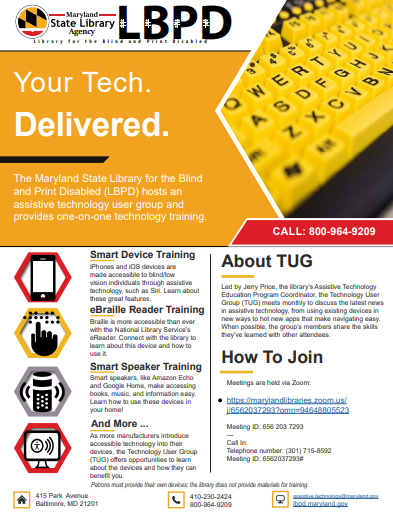 Maryland
State Library
Agency
LBPD
Library for the Blind and Print Disabled
Your Tech.
Delivered.
The Maryland State Library for the Blind
and Print Disabled (LBPD) hosts an
assistive technology user group and
provides one-on-one technology training.
QWERTYU
ASDFGHJK
ZXCVBN
CALL: 800-964-9209
Smart Device Training
iPhones and iOS devices are
made accessible to blind/low
vision individuals through assistive
technology, such as Siri. Learn about
these great features.
eBraille Reader Training
Braille is more accessible than ever
with the National Library Service's
eReader. Connect with the library to
learn about this device and how to
use it.
Smart Speaker Training
Smart speakers, like Amazon Echo
and Google Home, make accessing
books, music, and information easy.
Learn how to use these devices in
your home!
And More ...
As more manufacturers introduce
accessible technology into their
devices, the Technology User Group
(TUG) offers opportunities to learn
about the devices and how they can
benefit you.
About TUG
Led by Jerry Price, the library's Assistive Technology
Education Program Coordinator, the Technology User
Group (TUG) meets monthly to discuss the latest news
in assistive technology, from using existing devices in
new ways to hot new apps that make navigating easy.
When possible, the group's members share the skills
they've learned with other attendees.
How To Join
Meetings are held via Zoom:
https://marylandlibraries.zoom.us/
j/6562037293?omn=94648805523
Meeting ID: 656 203 7293
—
Call In:
Telephone number: (301) 715-8592
Meeting ID: 6562037293#
Patrons must provide their own devices; the library does not provide materials for training.
415 Park Avenue
Baltimore, MD 21201
410-230-2424
800-964-9209
assistive.technology@maryland.gov
lbpd.maryland.gov